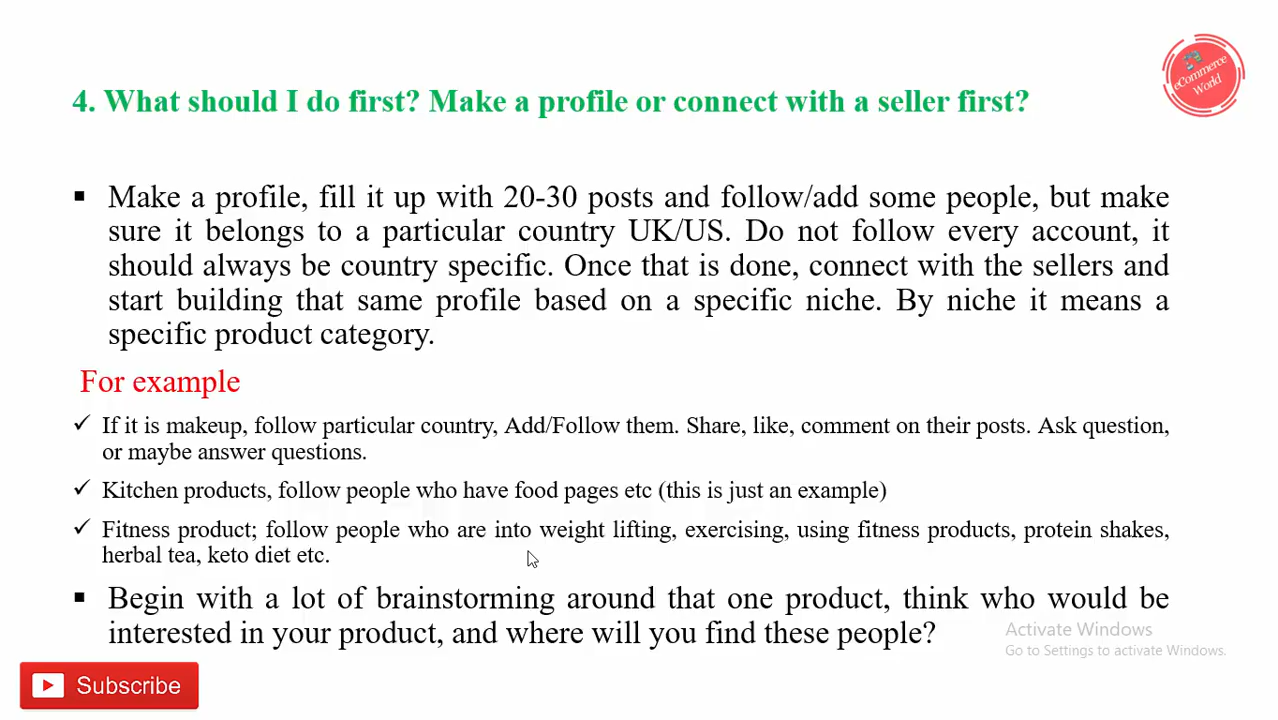 eCommerce
World
4. What should I do first? Make a profile or connect with a seller first?
▪ Make a profile, fill it up with 20-30 posts and follow/add some people, but make
sure it belongs to a particular country UK/US. Do not follow every account, it
should always be country specific. Once that is done, connect with the sellers and
start building that same profile based on a specific niche. By niche it means a
specific product category.
For example
✓ If it is makeup, follow particular country, Add/Follow them. Share, like, comment on their posts. Ask question,
or maybe answer questions.
✓ Kitchen products, follow people who have food pages etc (this is just an example)
✓ Fitness product; follow people who are into weight lifting, exercising, using fitness products, protein shakes,
herbal tea, keto diet etc.
▪ Begin with a lot of brainstorming around that one product, think who would be
interested in your product, and where will you find these people?
Activate Windows
Go to Settings to activate Windows.
Subscribe